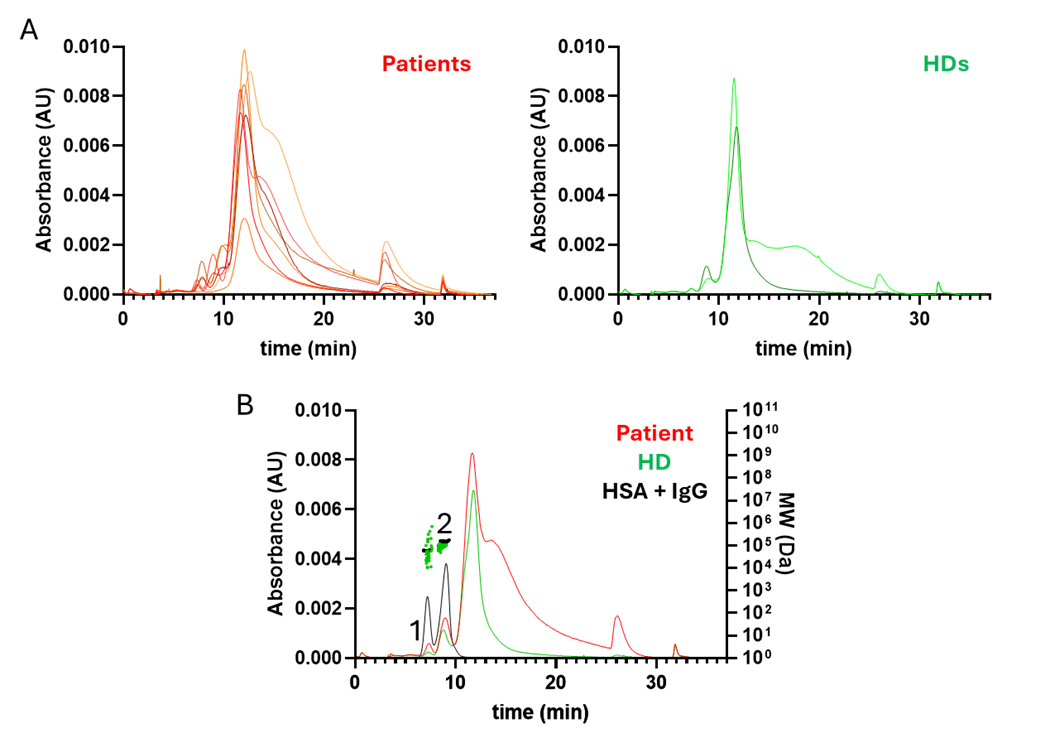 A
Absorbance (AU)
0.010
0.008
0.006
0.004
0.002
0.000
0 10 20 30
time (min)
Patients
Absorbance (AU)
0.010
0.008
0.006
0.004
0.002
0.000
0 10 20 30
time (min)
HDs
B
Absorbance (AU)
0.010
0.008
0.006
0.004
0.002
0.000
0 10 20 30
time (min)
Patient
HD
HSA + IgG
1
2
10¹¹
10¹⁰
10⁹
10⁸
10⁷
10⁶
10⁵
10⁴
10³
10²
10¹
10⁰
MW (Da)